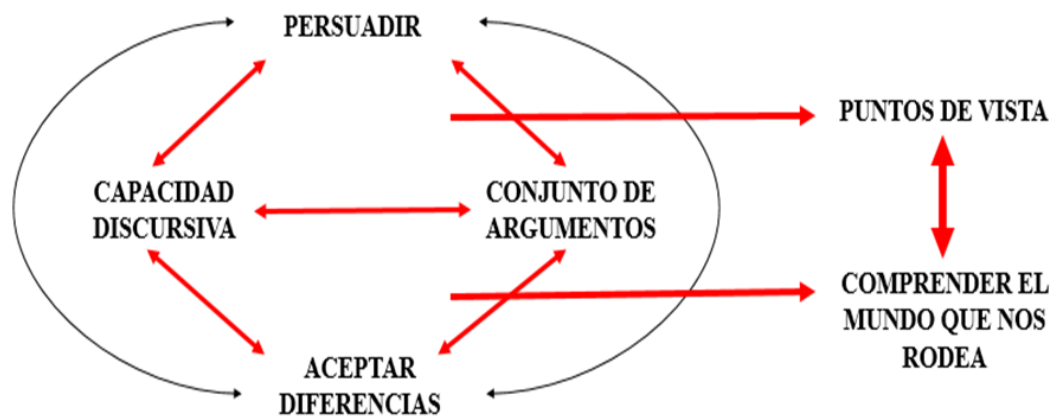 PERSUADIR
PUNTOS DE VISTA
CAPACIDAD
DISCURSIVA
CONJUNTO DE
ARGUMENTOS
COMPRENDER EL
MUNDO QUE NOS
RODEA
ACEPTAR
DIFERENCIAS